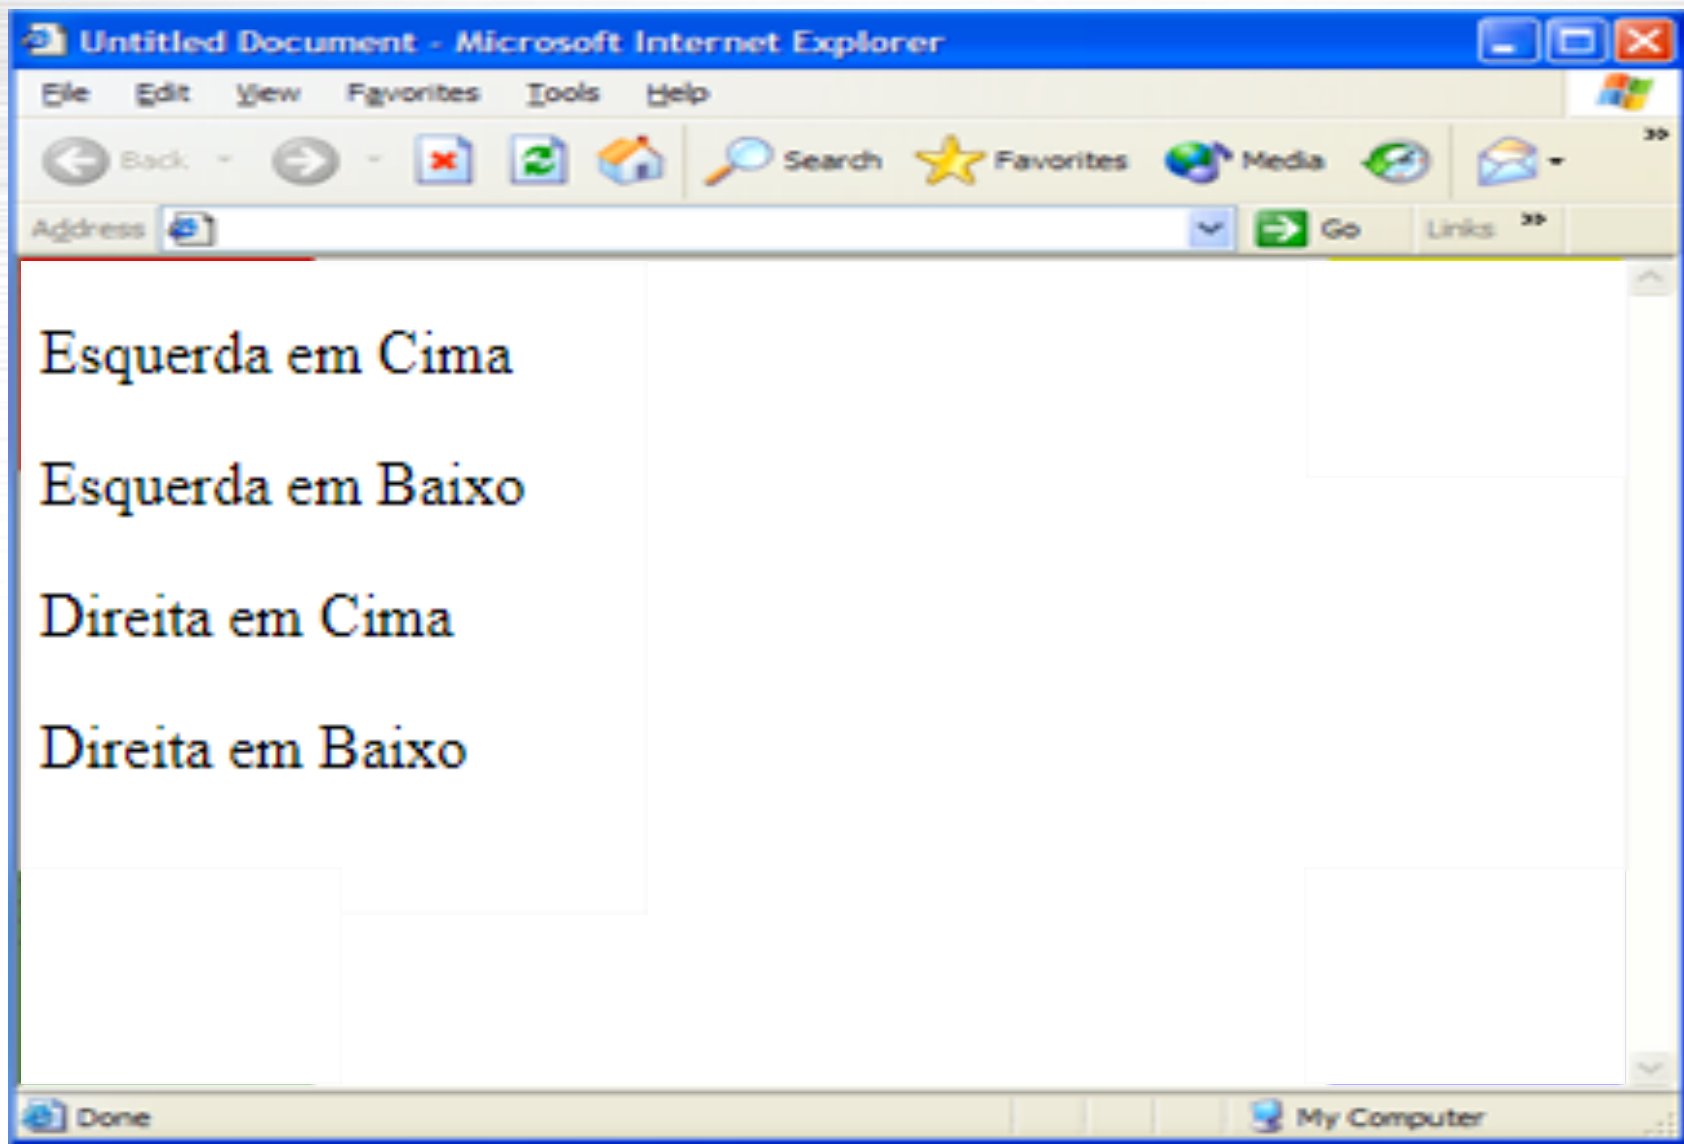 Untitled Document - Microsoft Internet Explorer
File Edit View Favorites Tools Help
Back Search Favorites Media »
Address Go Links »
Esquerda em Cima
Esquerda em Baixo
Direita em Cima
Direita em Baixo
Done My Computer